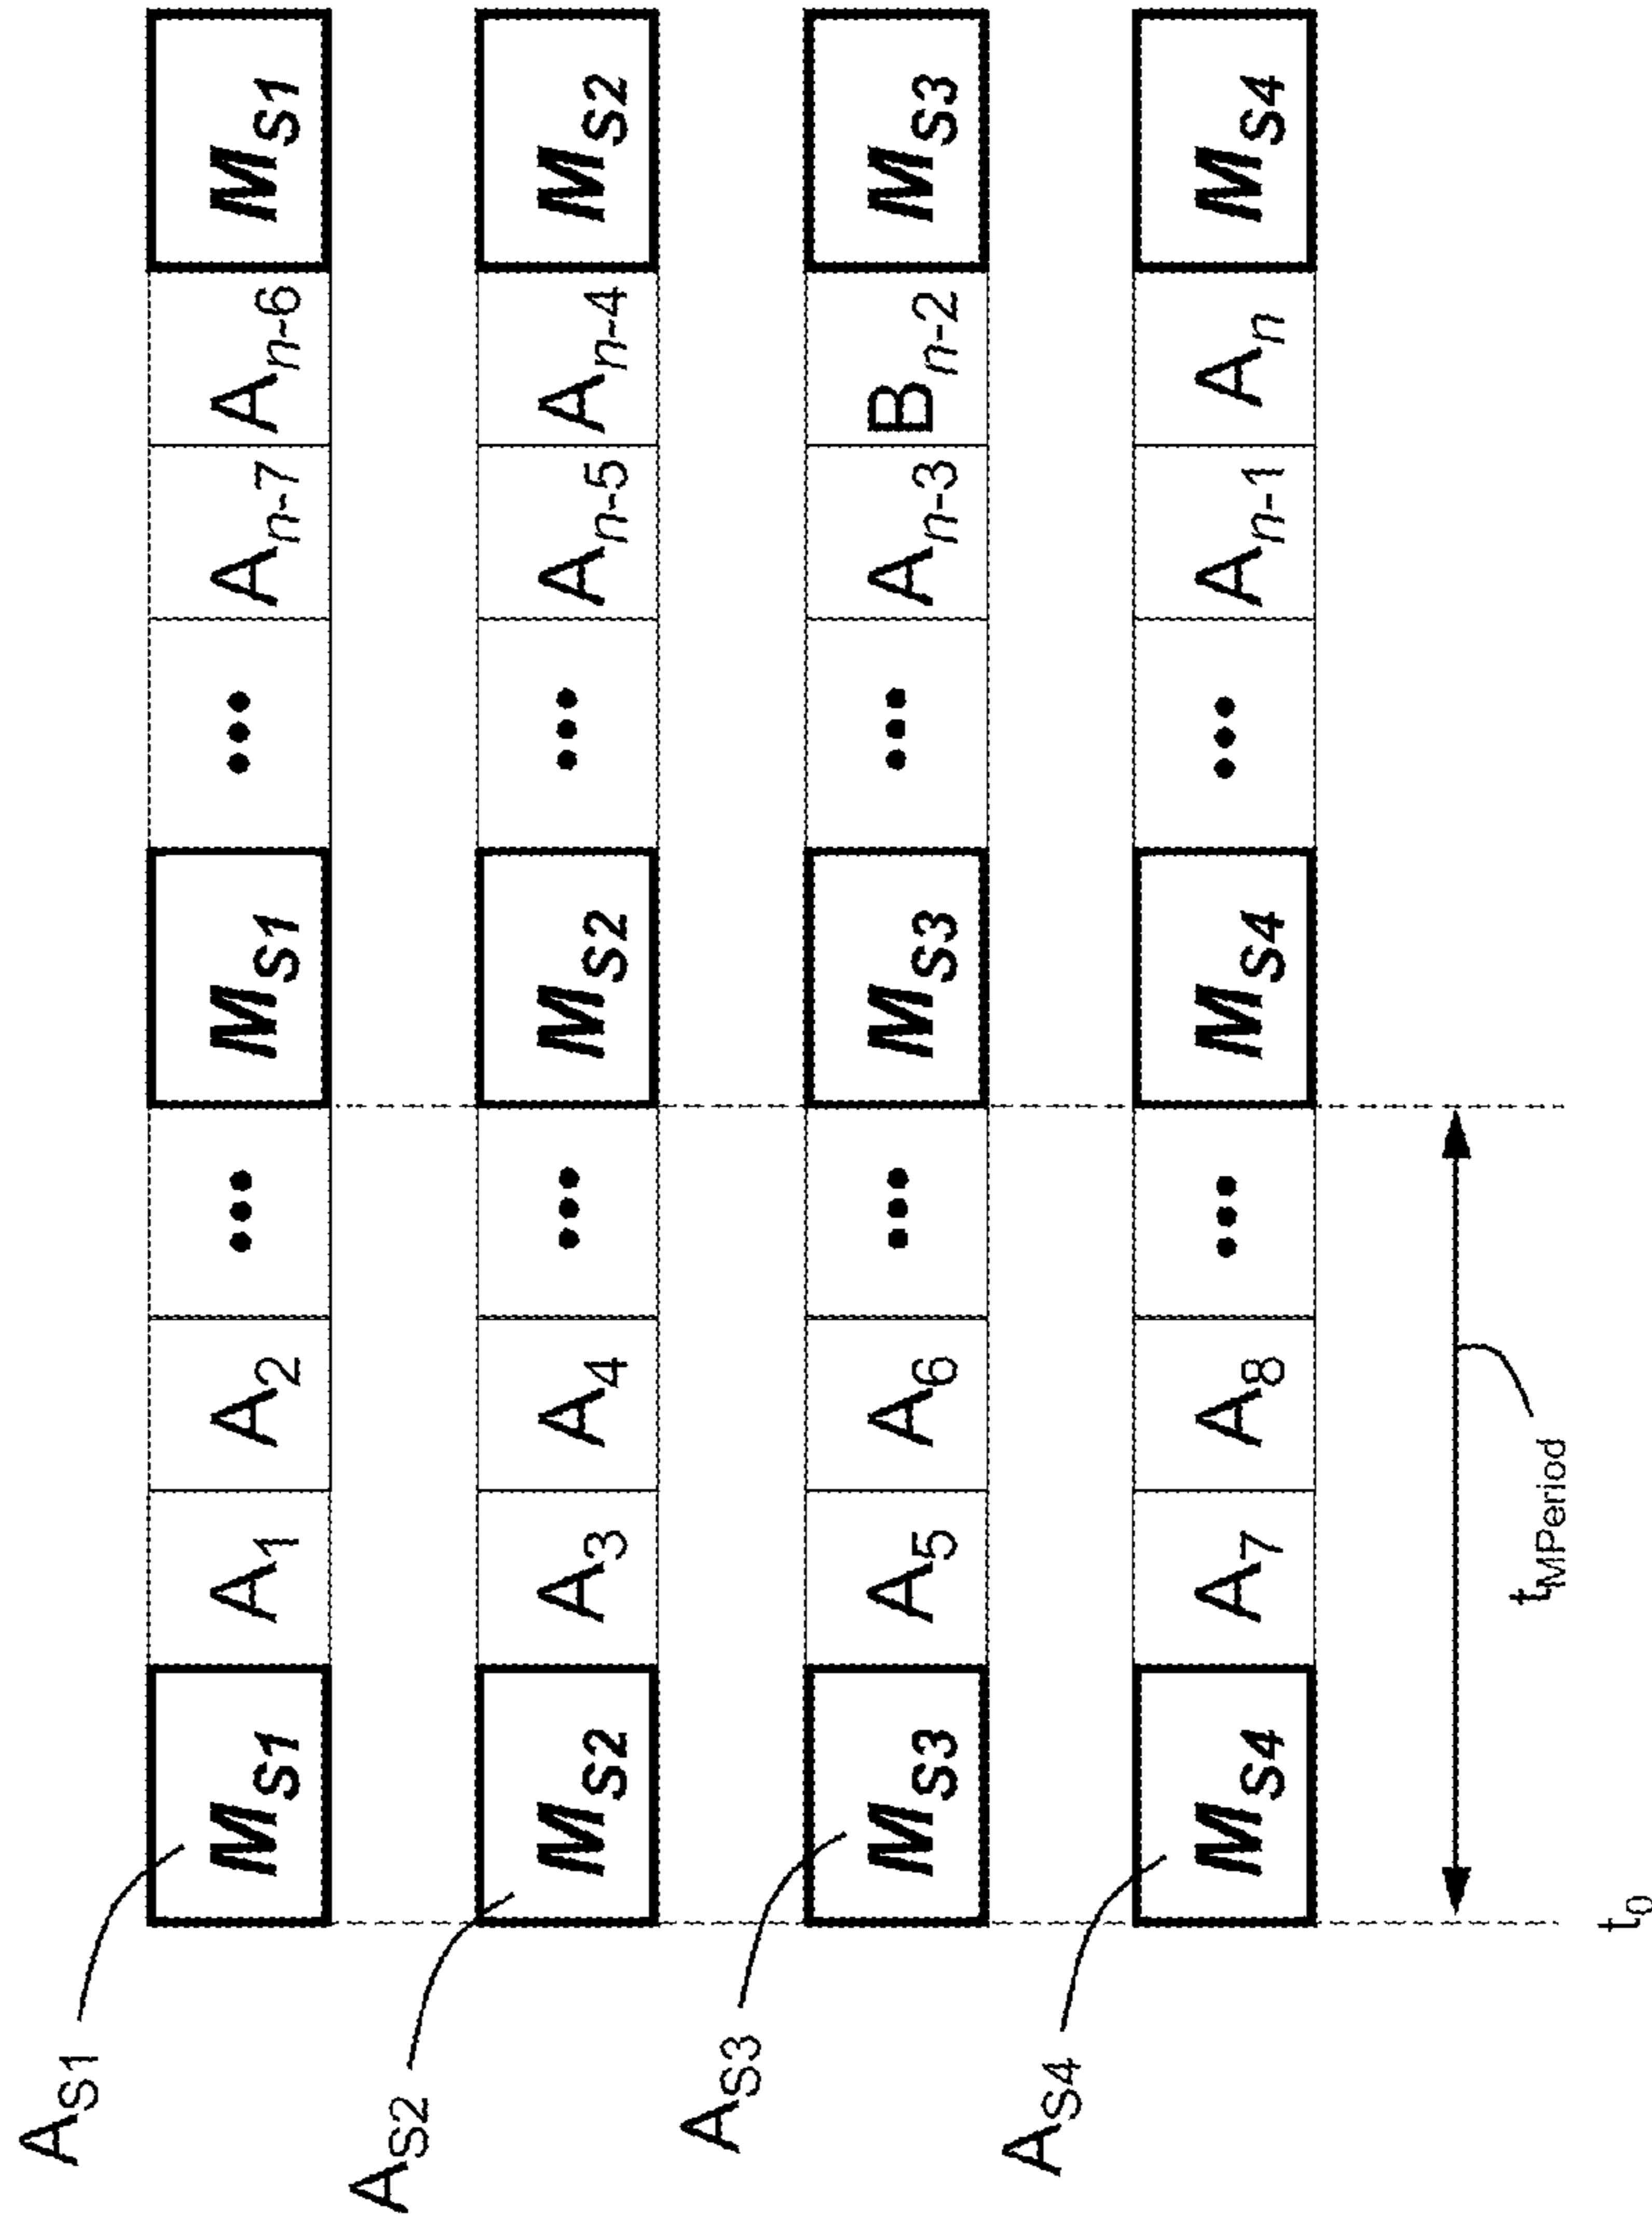 A_S1 M_S1 A_1 A_2 ••• M_S1 ••• A_n-7 A_n-6 M_S1
A_S2 M_S2 A_3 A_4 ••• M_S2 ••• A_n-5 A_n-4 M_S2
A_S3 M_S3 A_5 A_6 ••• M_S3 ••• A_n-3 B_n-2 M_S3
A_S4 M_S4 A_7 A_8 ••• M_S4 ••• A_n-1 A_n M_S4
t_MPeriod
t_0